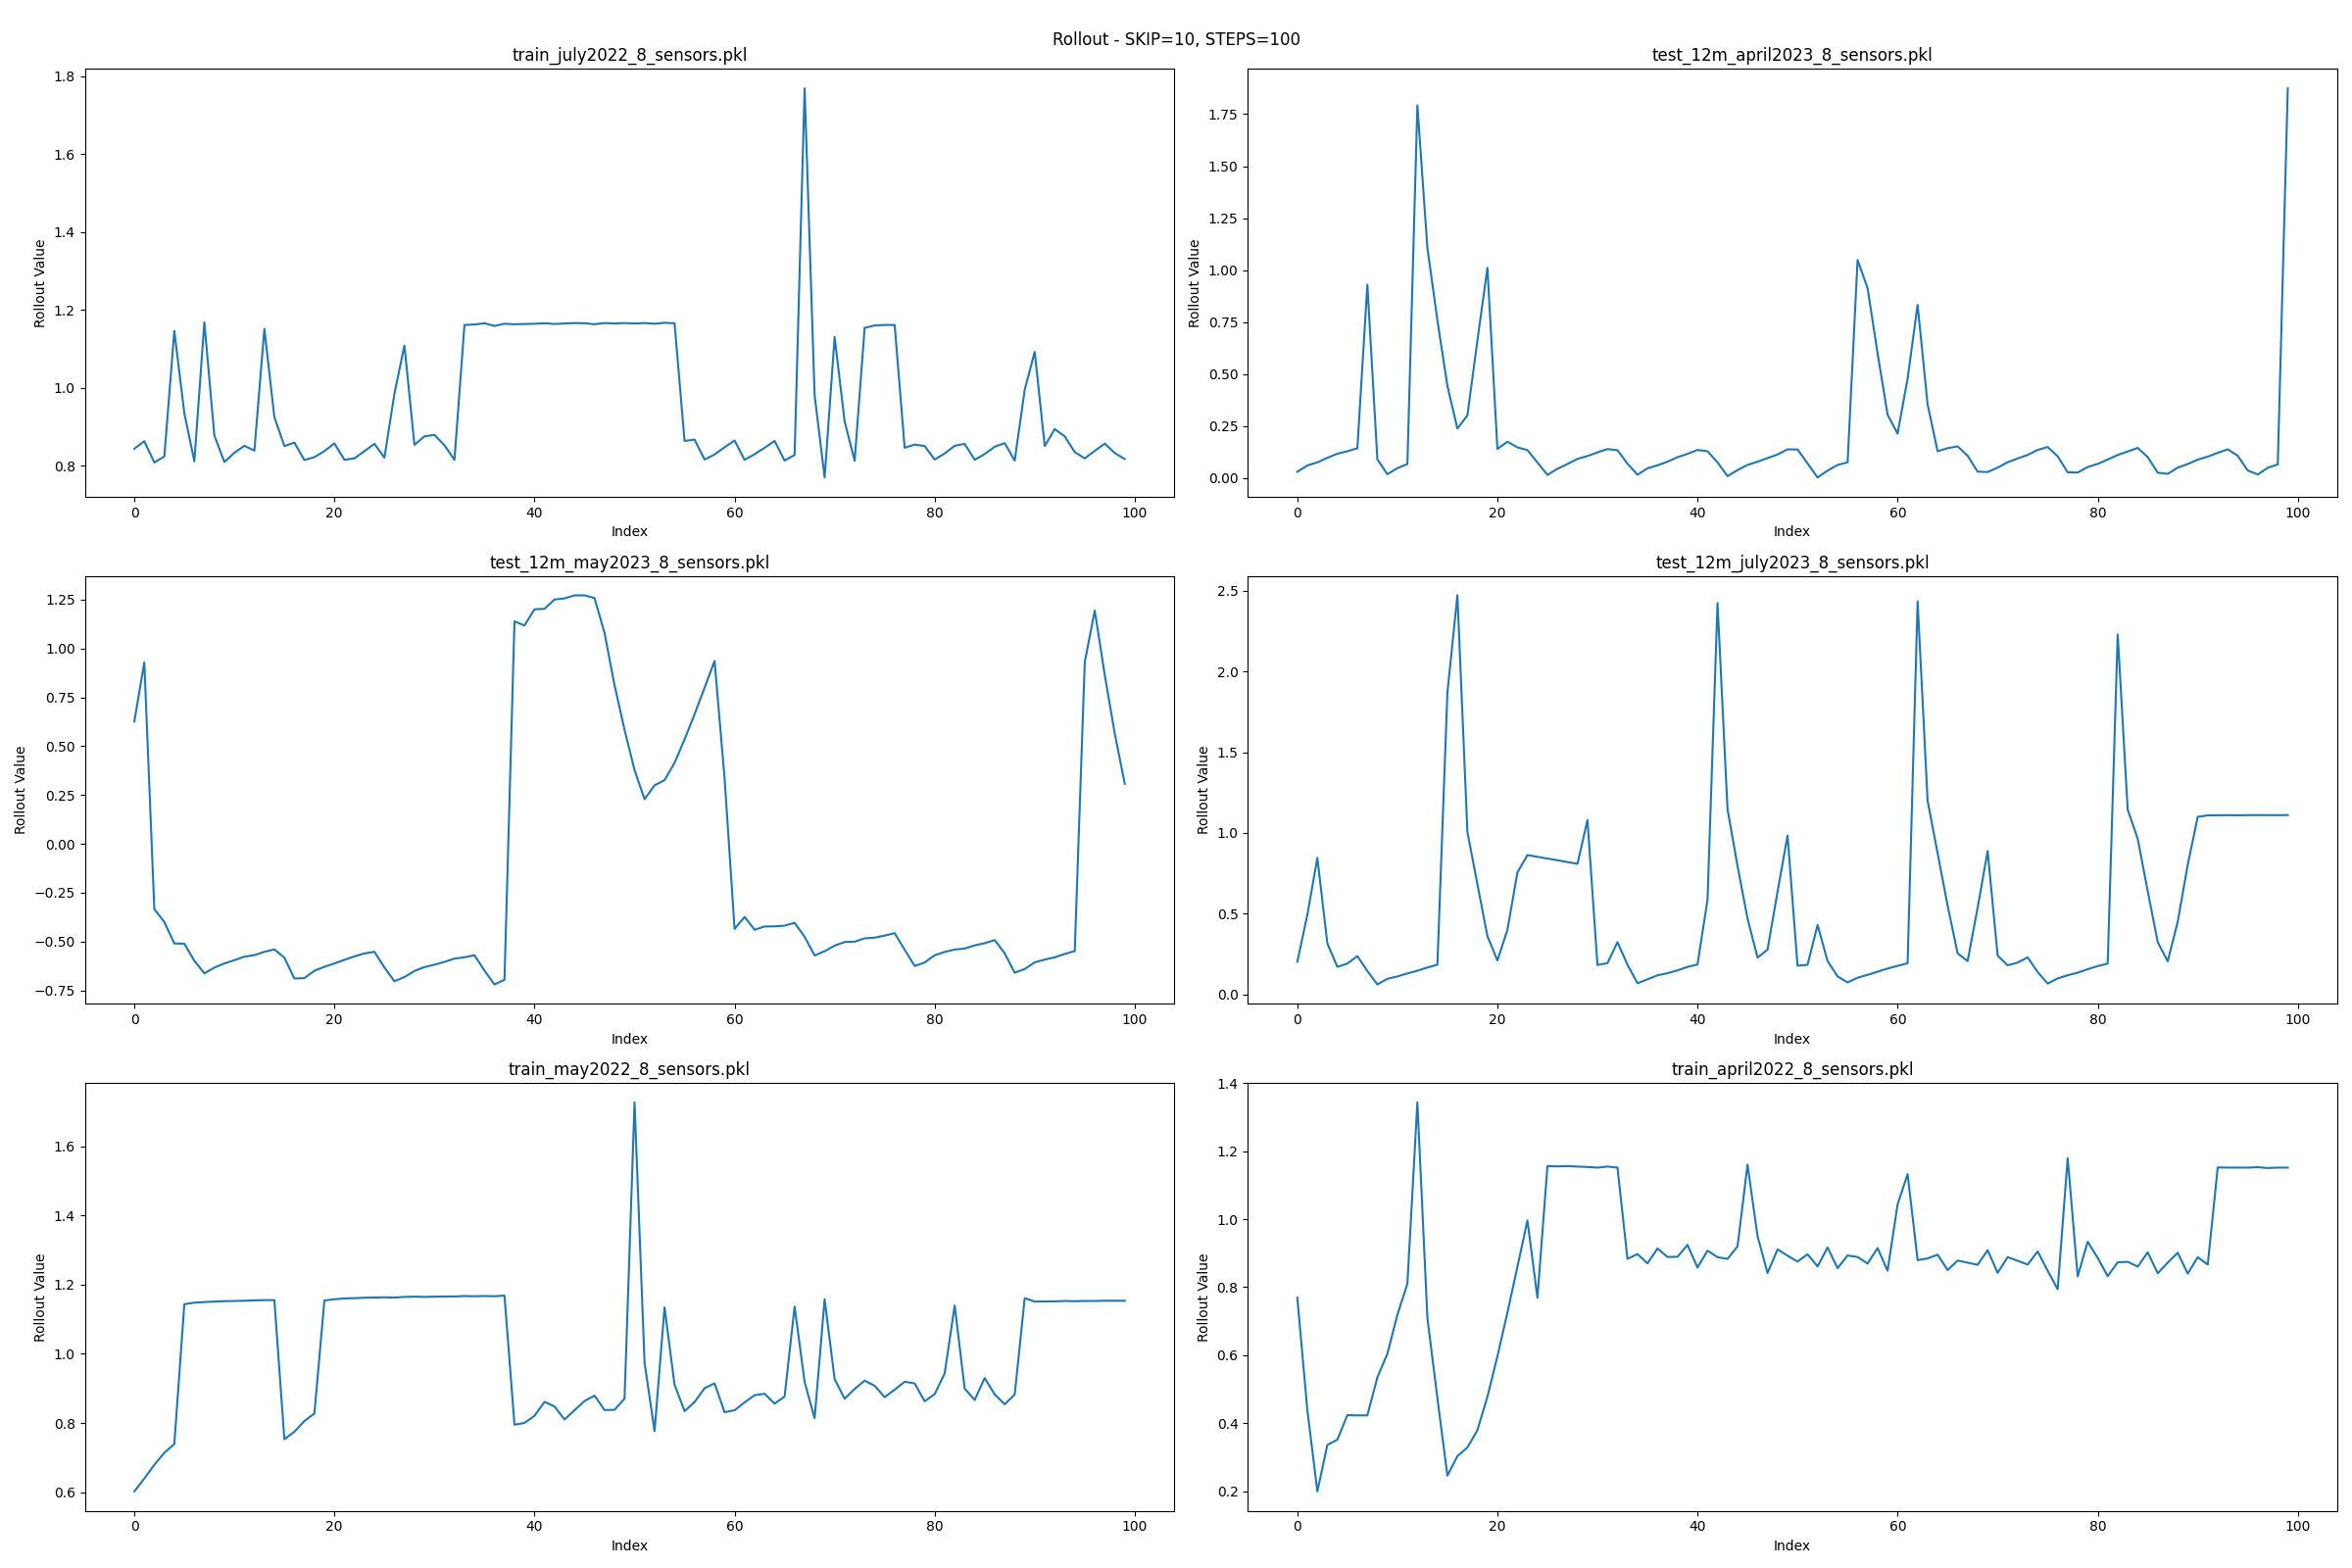 Rollout - SKIP=10, STEPS=100
train_july2022_8_sensors.pkl
1.8
1.6
1.4
1.2
1.0
0.8
Rollout Value
0 20 40 60 80 100
Index
test_12m_april2023_8_sensors.pkl
1.75
1.50
1.25
1.00
0.75
0.50
0.25
0.00
Rollout Value
0 20 40 60 80 100
Index
test_12m_may2023_8_sensors.pkl
1.25
1.00
0.75
0.50
0.25
0.00
−0.25
−0.50
−0.75
Rollout Value
0 20 40 60 80 100
Index
test_12m_july2023_8_sensors.pkl
2.5
2.0
1.5
1.0
0.5
0.0
Rollout Value
0 20 40 60 80 100
Index
train_may2022_8_sensors.pkl
1.6
1.4
1.2
1.0
0.8
0.6
Rollout Value
0 20 40 60 80 100
Index
train_april2022_8_sensors.pkl
1.4
1.2
1.0
0.8
0.6
0.4
0.2
Rollout Value
0 20 40 60 80 100
Index